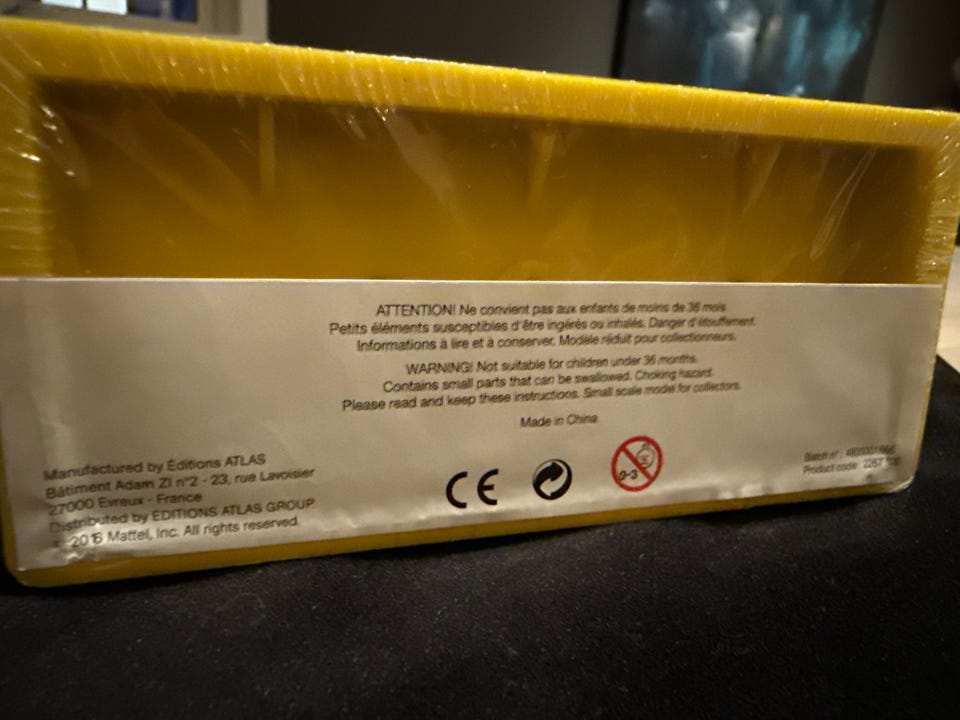 ATTENTION! Ne convient pas aux enfants de moins de 36 mois.
Petits éléments susceptibles d'être ingérés ou inhalés. Danger d'étouffement.
Informations à lire et à conserver. Modèle réduit pour collectionneurs.
WARNING! Not suitable for children under 36 months.
Contains small parts that can be swallowed. Choking hazard.
Please read and keep these instructions. Small scale model for collectors.
Made in China
Manufactured by Éditions ATLAS
Bâtiment Adam ZI n°2 - 23, rue Lavoisier
27000 Evreux - France
Distributed by ÉDITIONS ATLAS GROUP
© 2016 Mattel, Inc. All rights reserved
CE
0-3
Batch n°:
Product code: